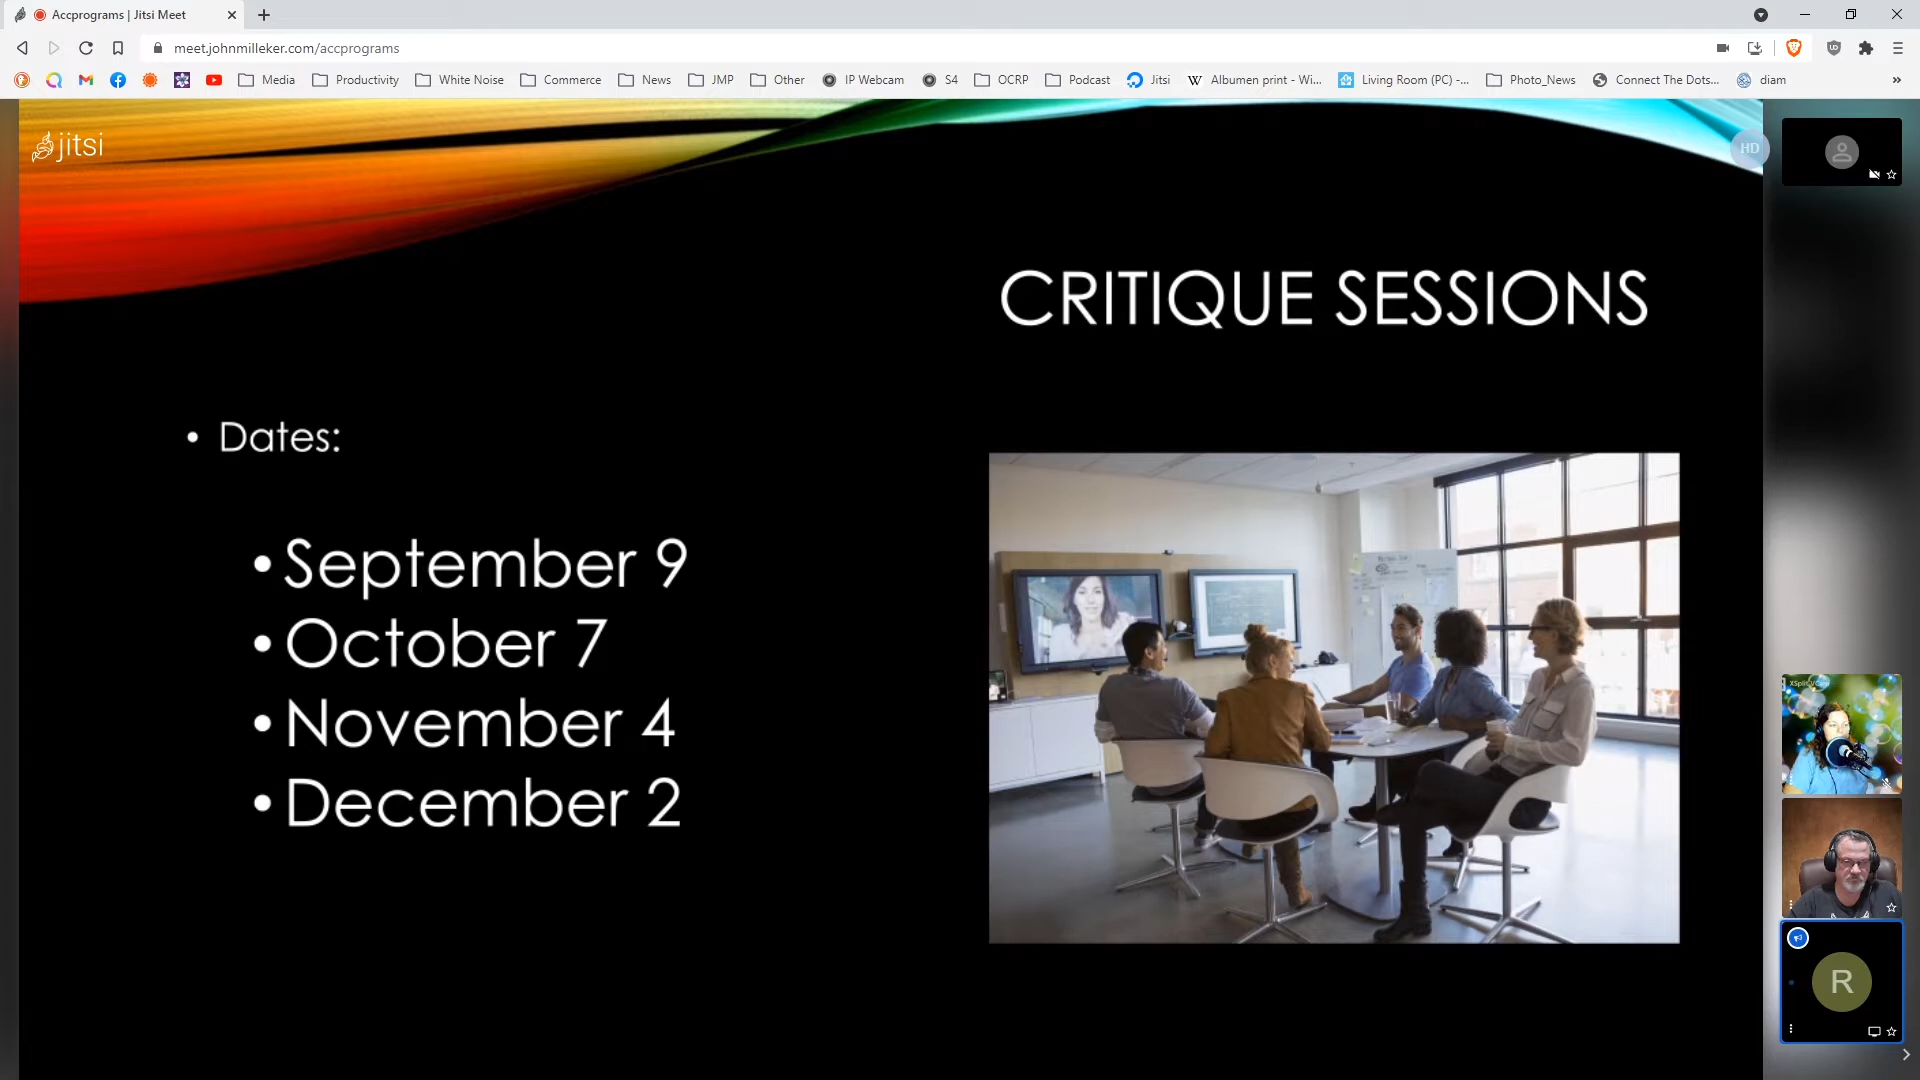 Accprograms | Jitsi Meet
meet.johnmilleker.com/accprograms
Media
Productivity
White Noise
Commerce
News
JMP
Other
IP Webcam
S4
OCRP
Podcast
Jitsi
W
Albumen print - Wi...
Living Room (PC) -...
Photo_News
Connect The Dots...
diam
»
jitsi
HD
CRITIQUE SESSIONS
• Dates:
• September 9
• October 7
• November 4
• December 2
R